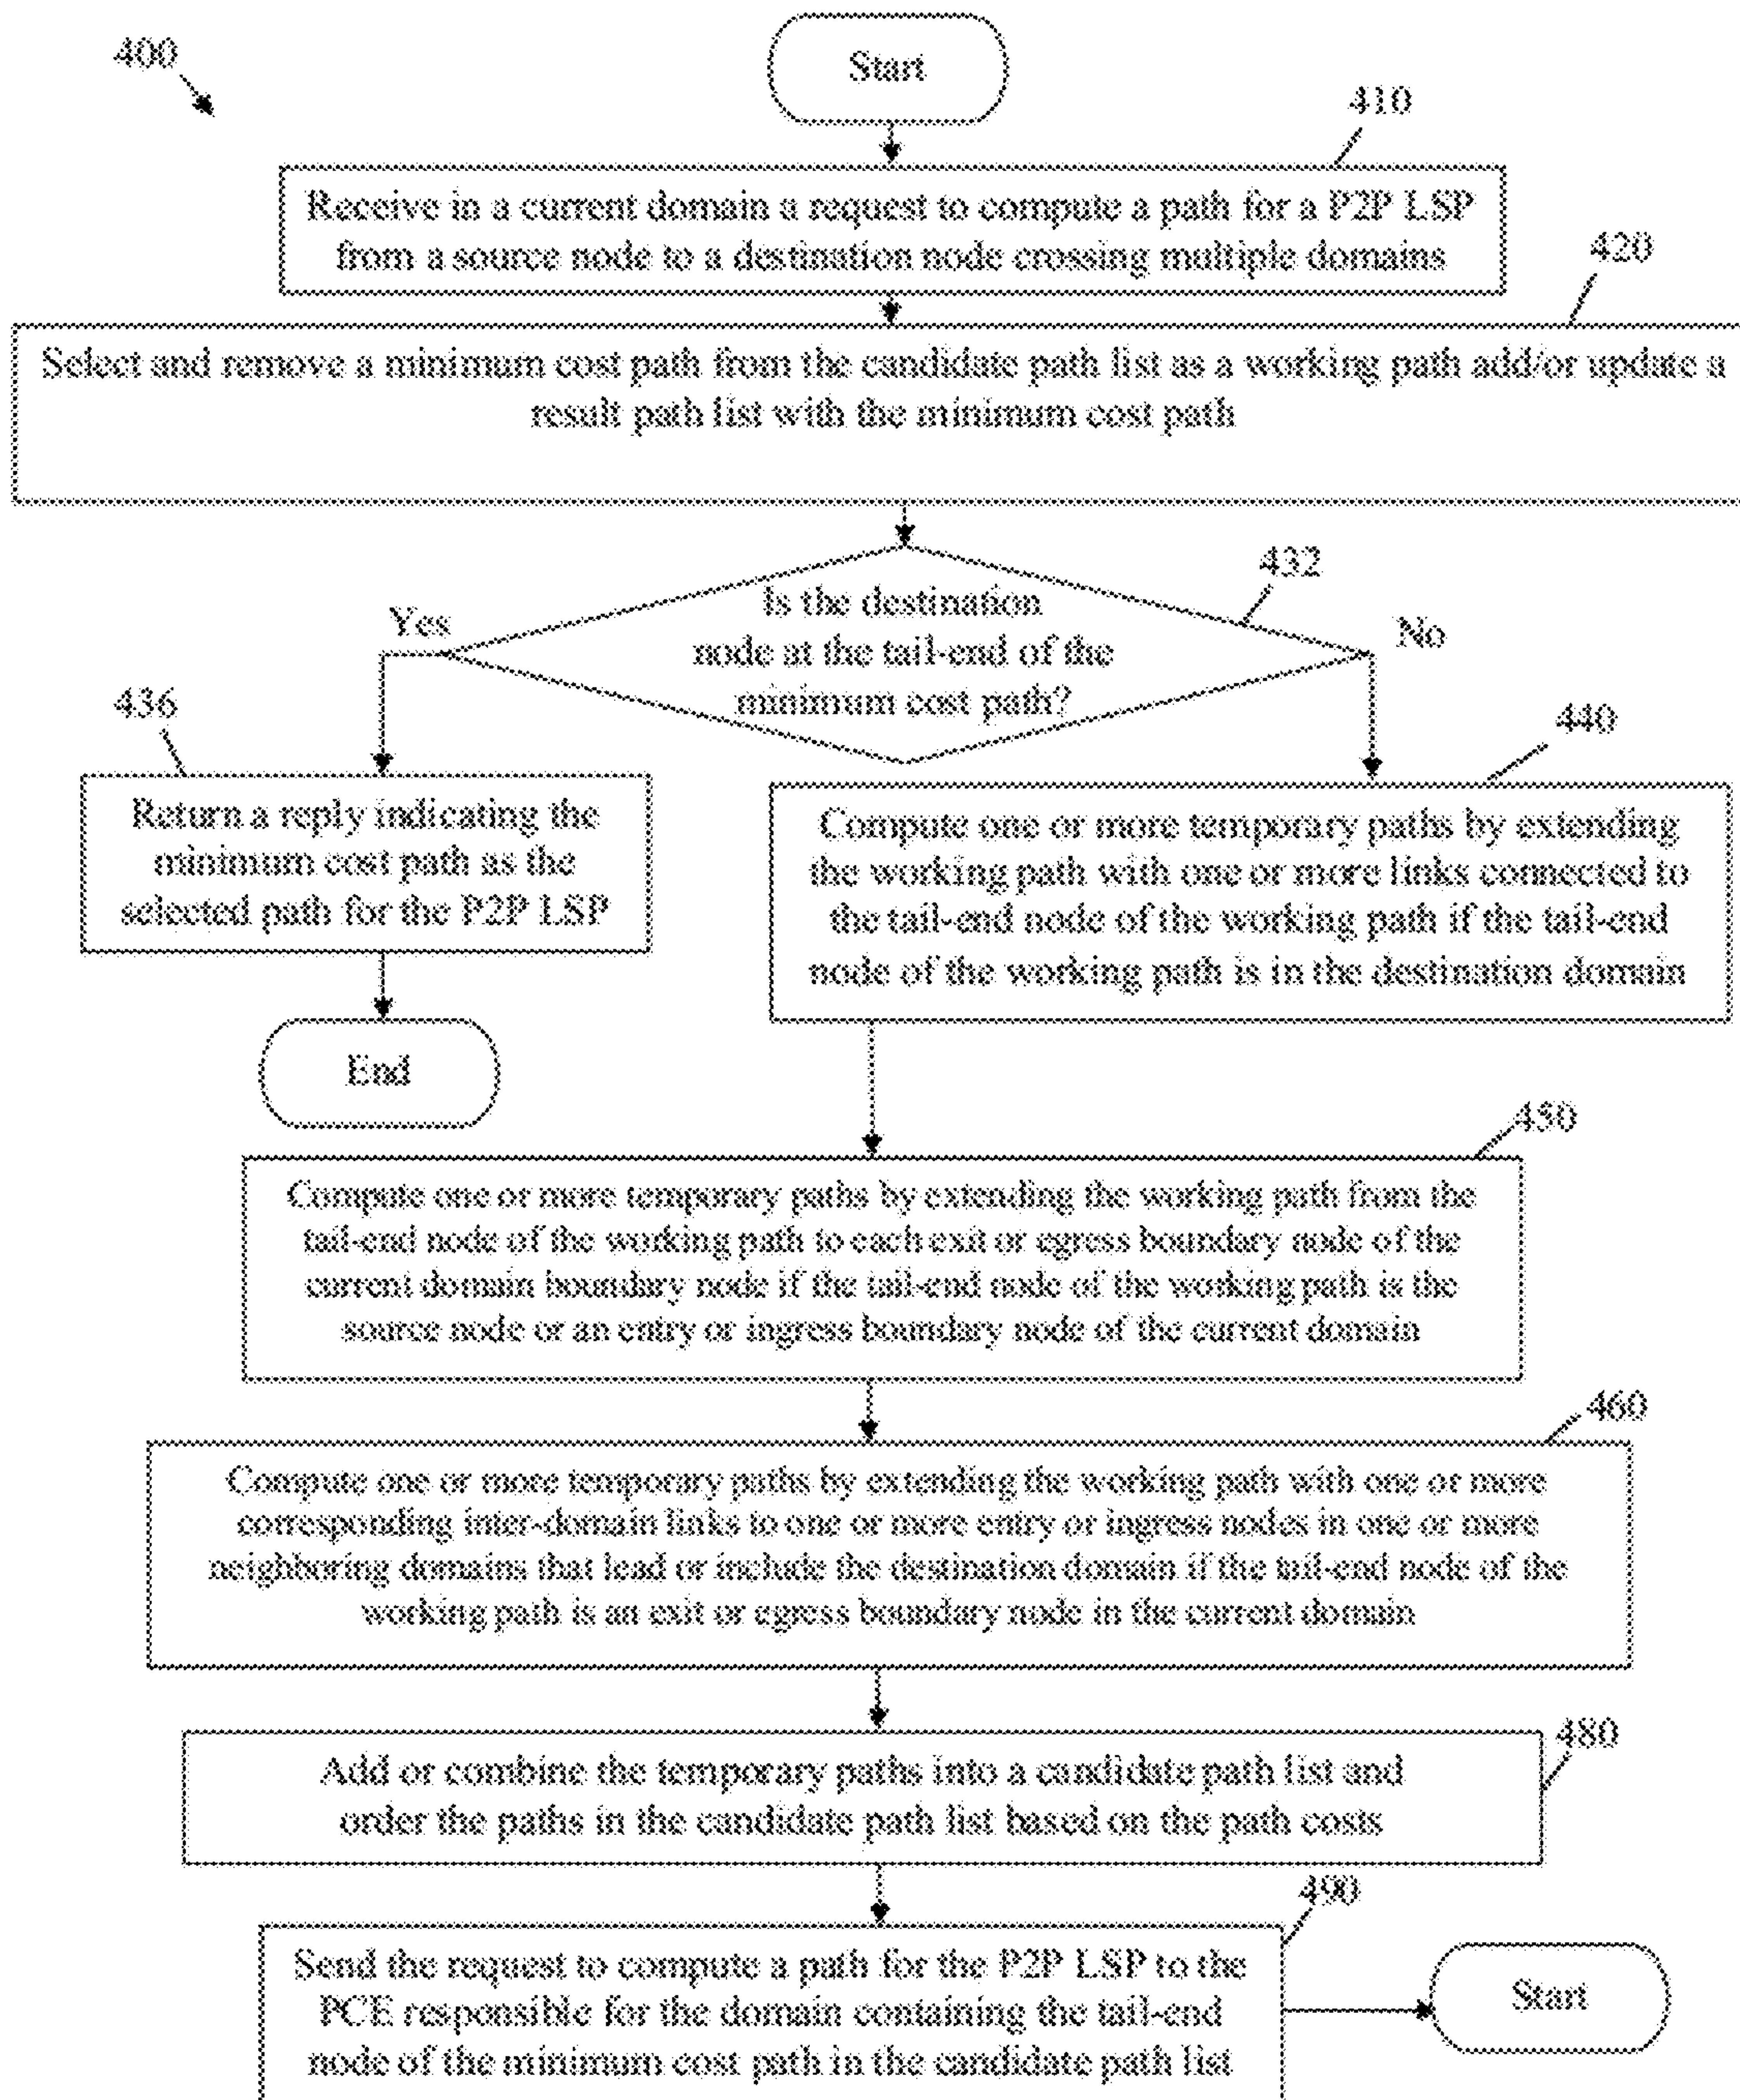 400
Start
410
Receive in a current domain a request to compute a path for a P2P LSP
from a source node to a destination node crossing multiple domains
420
Select and remove a minimum cost path from the candidate path list as a working path add/or update a
result path list with the minimum cost path
432
Is the destination
node at the tail-end of the
minimum cost path?
Yes
No
436
Return a reply indicating the
minimum cost path as the
selected path for the P2P LSP
End
440
Compute one or more temporary paths by extending
the working path with one or more links connected to
the tail-end node of the working path if the tail-end
node of the working path is in the destination domain
450
Compute one or more temporary paths by extending the working path from the
tail-end node of the working path to each exit or egress boundary node of the
current domain boundary node if the tail-end node of the working path is the
source node or an entry or ingress boundary node of the current domain
460
Compute one or more temporary paths by extending the working path with one or more
corresponding inter-domain links to one or more entry or ingress nodes in one or more
neighboring domains that lead or include the destination domain if the tail-end node of the
working path is an exit or egress boundary node in the current domain
480
Add or combine the temporary paths into a candidate path list and
order the paths in the candidate path list based on the path costs
490
Send the request to compute a path for the P2P LSP to the
PCE responsible for the domain containing the tail-end
node of the minimum cost path in the candidate path list
Start